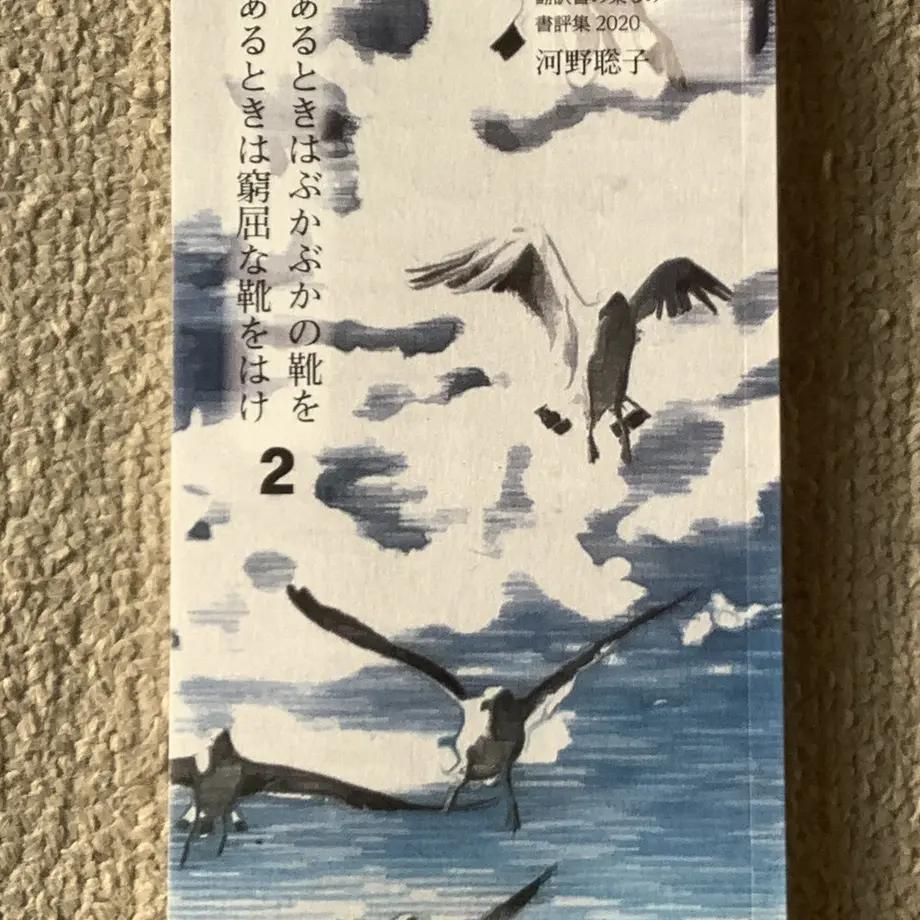 あるときはぶかぶかの靴を
あるときは窮屈な靴をはけ
2
書評集 2020
河野聡子